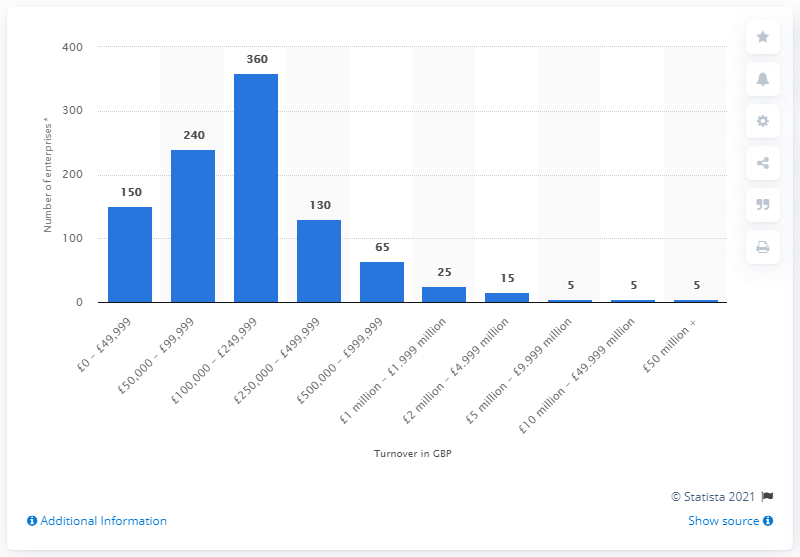 400
300
200
100
0
Number of enterprises*
150
240
360
130
65
25
15
5
5
5
£0 – £49,999
£50,000 – £99,999
£100,000 – £249,999
£250,000 – £499,999
£500,000 – £999,999
£1 million – £1.999 million
£2 million – £4.999 million
£5 million – £9.999 million
£10 million – £49.999 million
£50 million +
Turnover in GBP
© Statista 2021
Additional Information
Show source